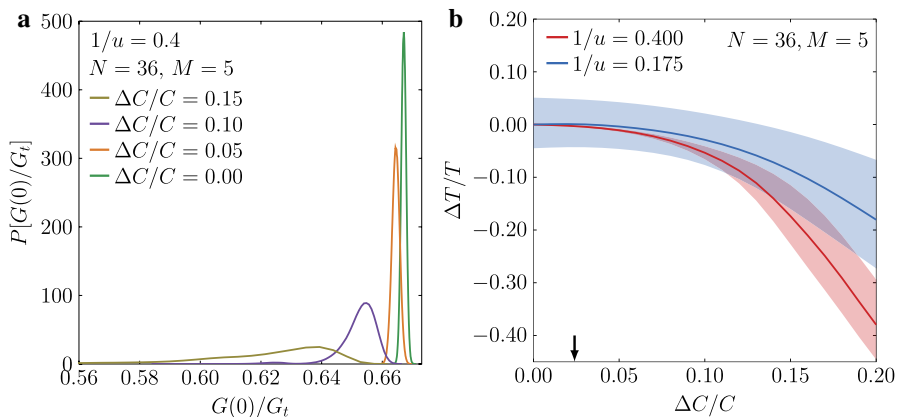 a
500
400
300
200
100
0
0.56
0.58
0.60
0.62
0.64
0.66
P[G(0)/G_t]
G(0)/G_t
1/u = 0.4
N = 36, M = 5
ΔC/C = 0.15
ΔC/C = 0.10
ΔC/C = 0.05
ΔC/C = 0.00
b
0.20
0.10
0.00
−0.10
−0.20
−0.30
−0.40
0.00
0.05
0.10
0.15
0.20
ΔT/T
ΔC/C
1/u = 0.400
1/u = 0.175
N = 36, M = 5